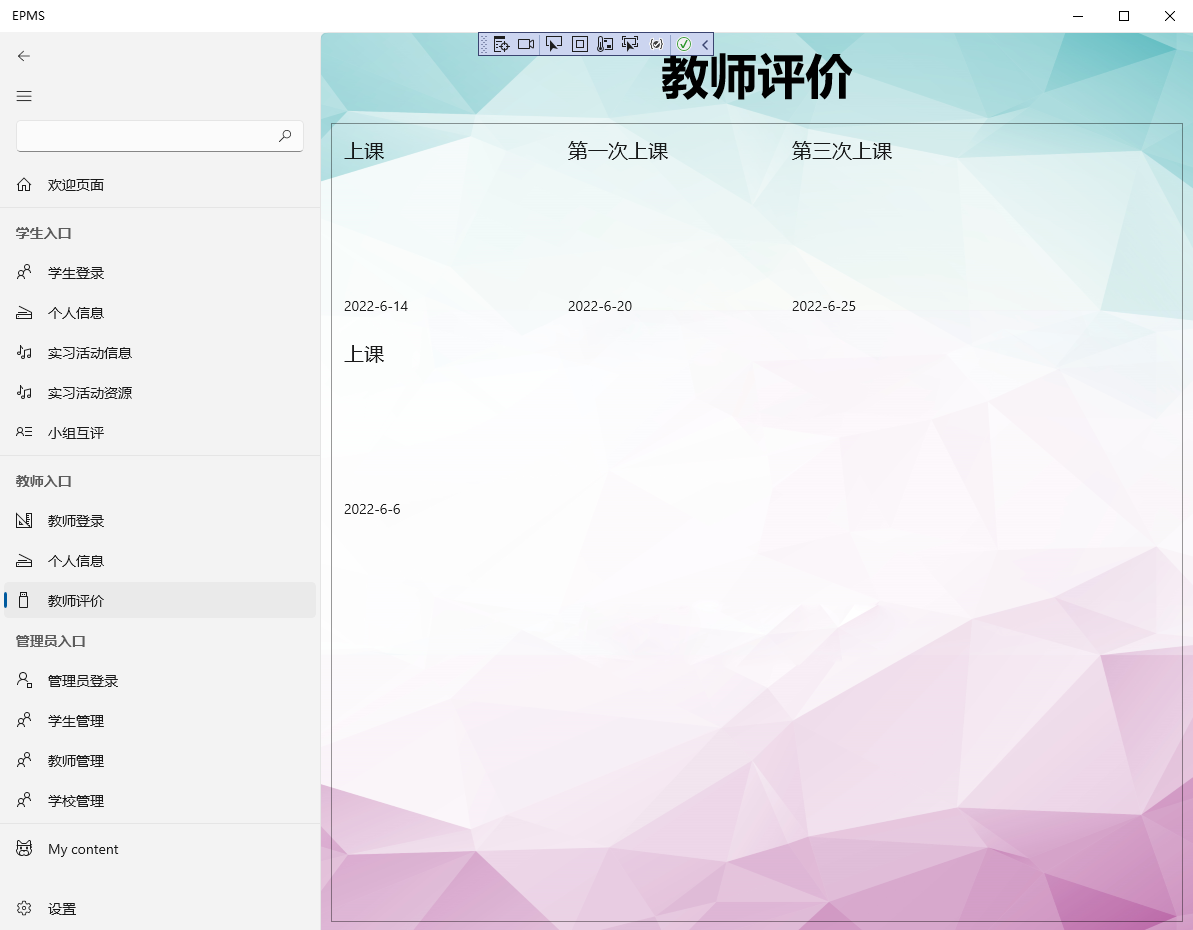 EPMS
欢迎页面
学生入口
学生登录
个人信息
实习活动信息
实习活动资源
小组互评
教师入口
教师登录
个人信息
教师评价
管理员入口
管理员登录
学生管理
教师管理
学校管理
My content
设置
教师评价
上课
第一次上课
第三次上课
2022-6-14
2022-6-20
2022-6-25
上课
2022-6-6